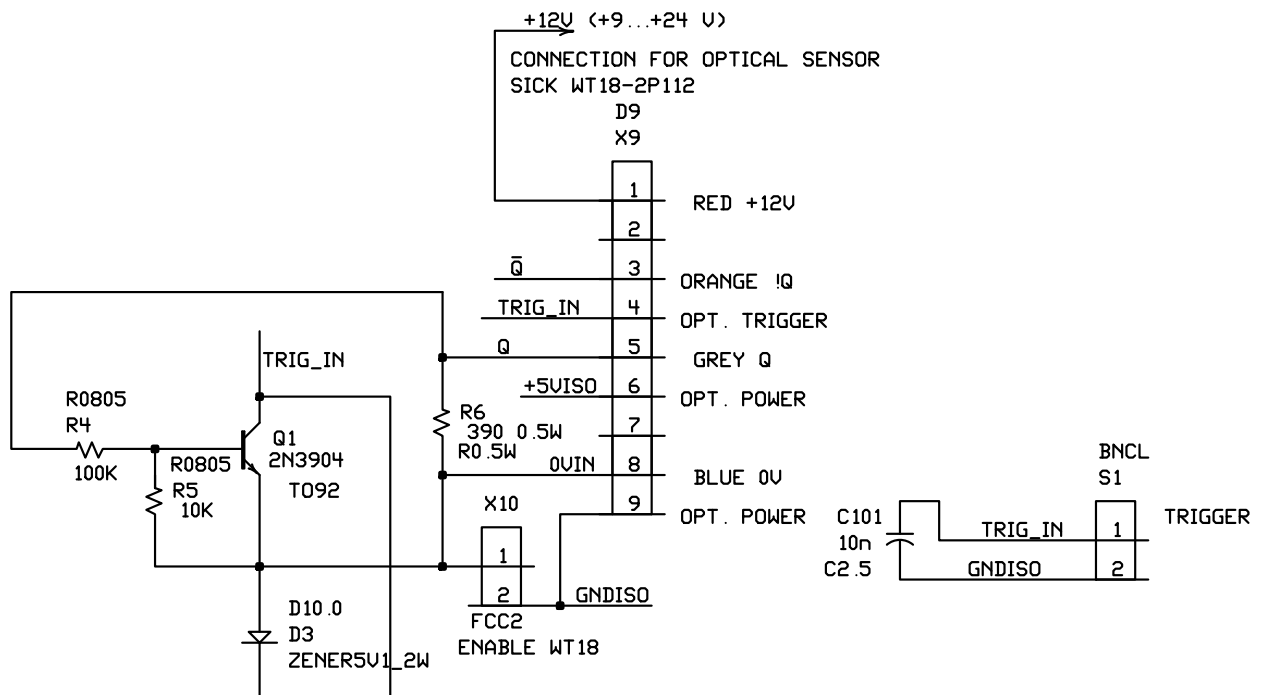 +12V (+9...+24 V)
CONNECTION FOR OPTICAL SENSOR
SICK WT18-2P112
D9
X9
1
RED +12V
2
Q̅
3
ORANGE !Q
TRIG_IN
4
OPT. TRIGGER
Q
5
GREY Q
+5VISO
6
OPT. POWER
7
0VIN
8
BLUE 0V
9
OPT. POWER
TRIG_IN
R0805
R4
100K
R0805
R5
10K
Q1
2N3904
TO92
R6
390 0.5W
R0.5W
X10
1
2
GNDISO
FCC2
ENABLE WT18
D10.0
D3
ZENER5V1_2W
C101
10n
C2.5
TRIG_IN
GNDISO
BNCL
S1
1
2
TRIGGER